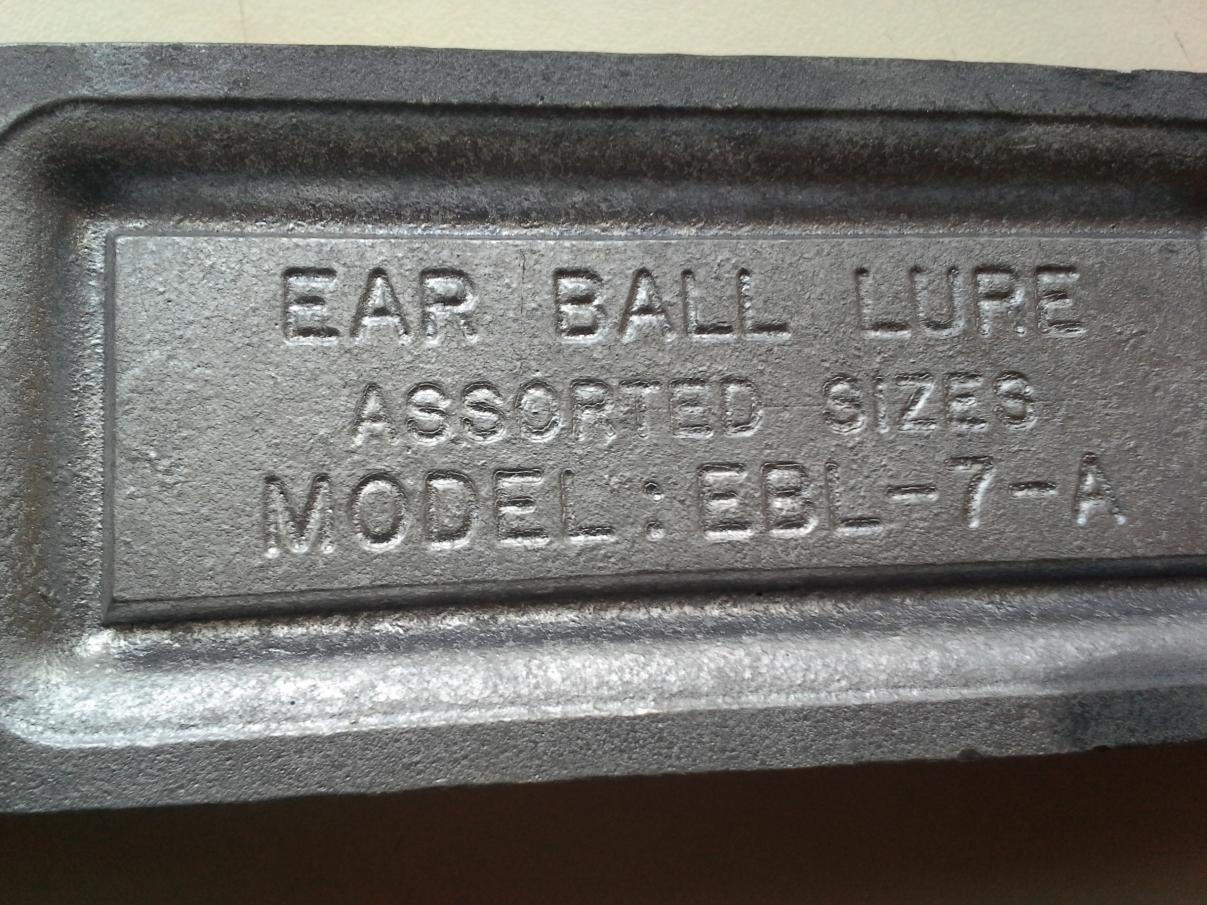 EAR BALL LURE
ASSORTED SIZES
MODEL: EBL-7-A